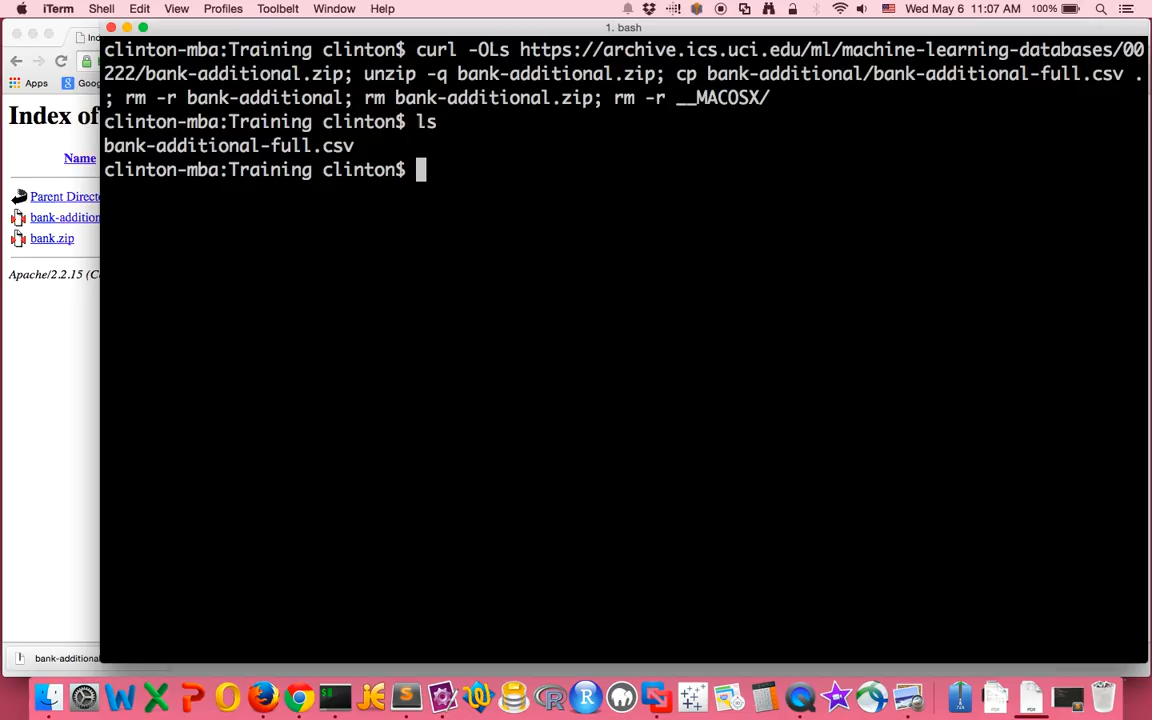 iTerm Shell Edit View Profiles Toolbelt Window Help Wed May 6 11:07 AM 100%
1. bash
Apps
Index of
Name
Parent Direct
bank-addition
bank.zip
Apache/2.2.15 (C
clinton-mba:Training clinton$ curl -OLs https://archive.ics.uci.edu/ml/machine-learning-databases/00
222/bank-additional.zip; unzip -q bank-additional.zip; cp bank-additional/bank-additional-full.csv .
; rm -r bank-additional; rm bank-additional.zip; rm -r __MACOSX/
clinton-mba:Training clinton$ ls
bank-additional-full.csv
clinton-mba:Training clinton$
bank-additional